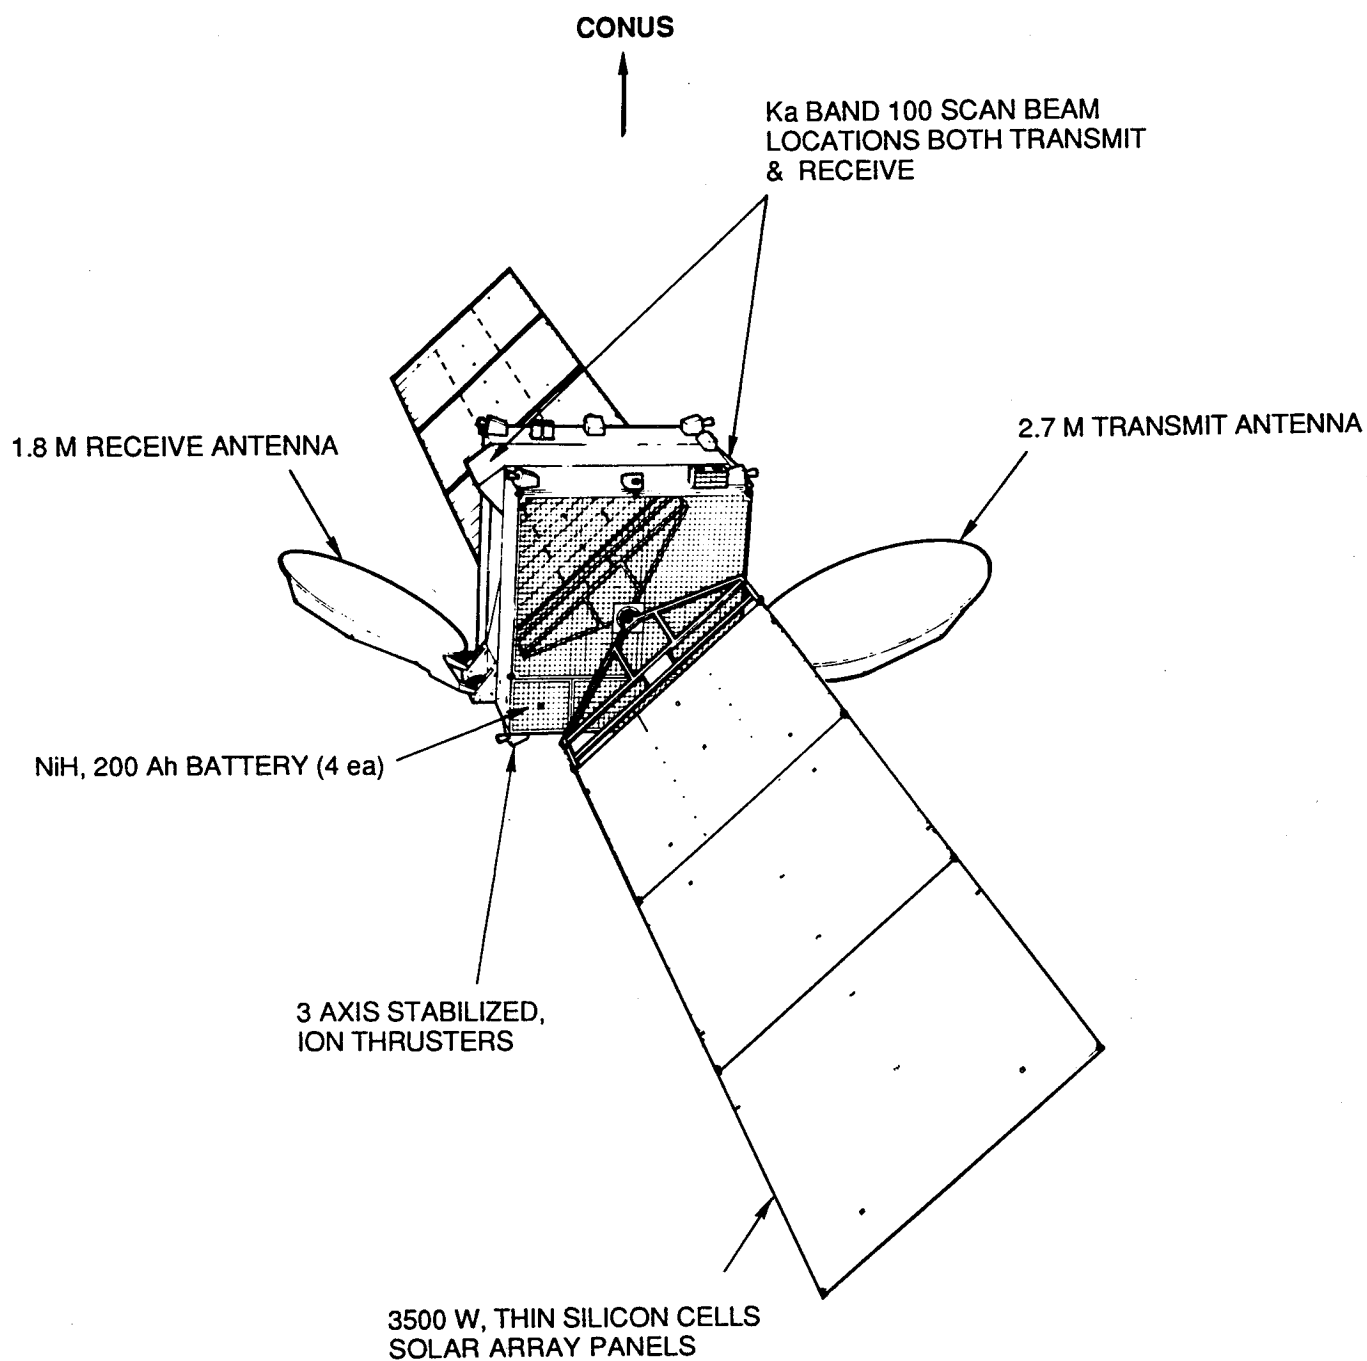 CONUS
Ka BAND 100 SCAN BEAM
LOCATIONS BOTH TRANSMIT
& RECEIVE
1.8 M RECEIVE ANTENNA
2.7 M TRANSMIT ANTENNA
NiH, 200 Ah BATTERY (4 ea)
3 AXIS STABILIZED,
ION THRUSTERS
3500 W, THIN SILICON CELLS
SOLAR ARRAY PANELS